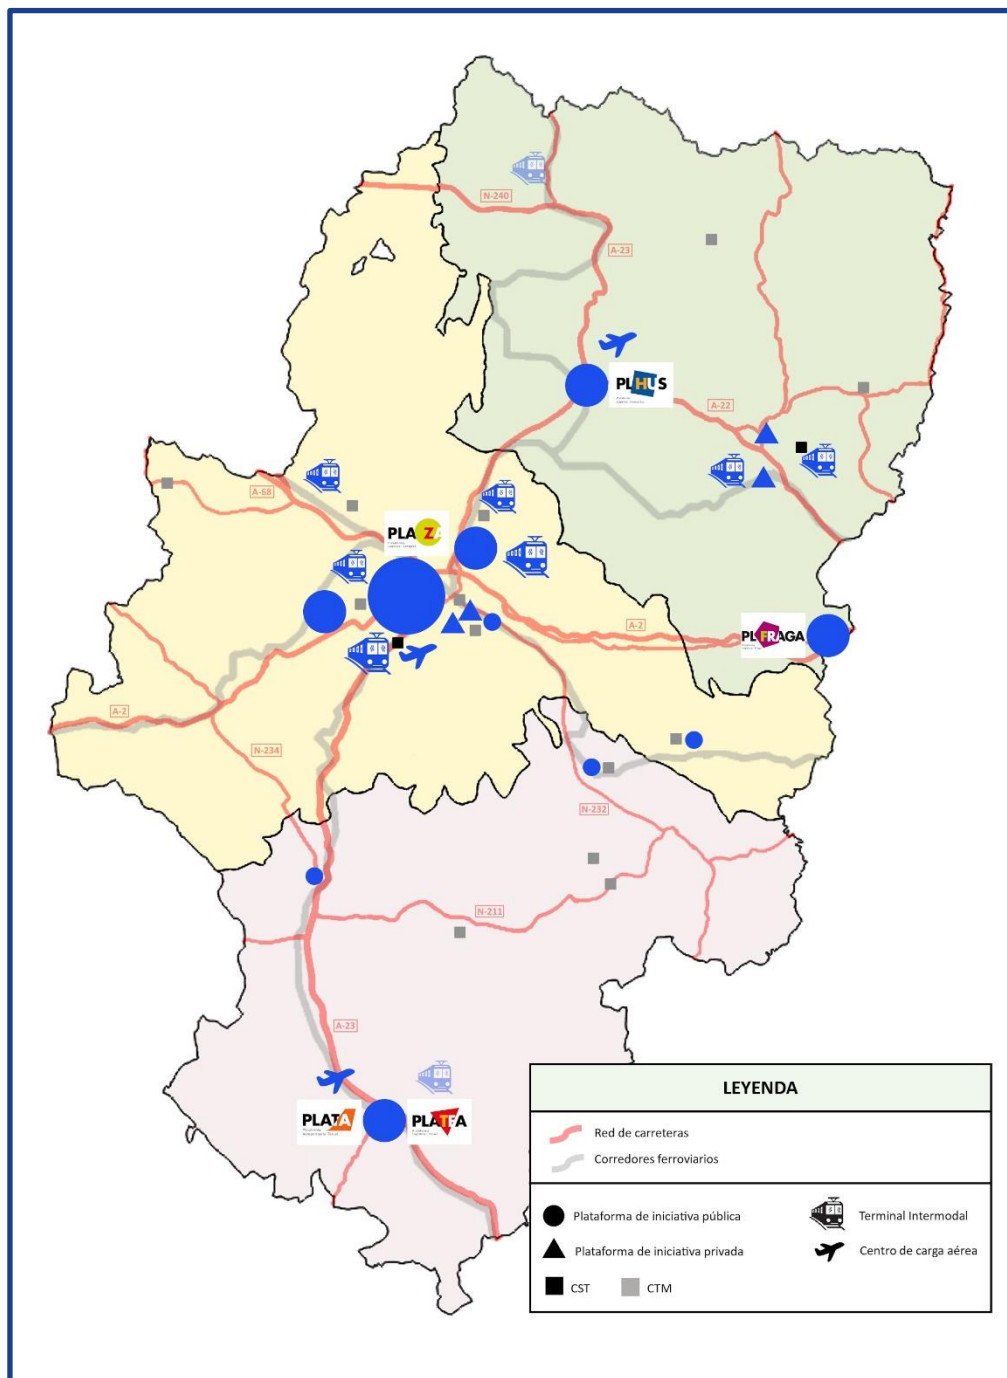 N-240
A-23
PLHUS
A-22
A-68
PLAZA
A-2
PLFRAGA
A-2
N-234
N-232
N-211
A-23
PLATA
PLATEA
LEYENDA
Red de carreteras
Corredores ferroviarios
Plataforma de iniciativa pública
Terminal Intermodal
Plataforma de iniciativa privada
Centro de carga aérea
CST
CTM